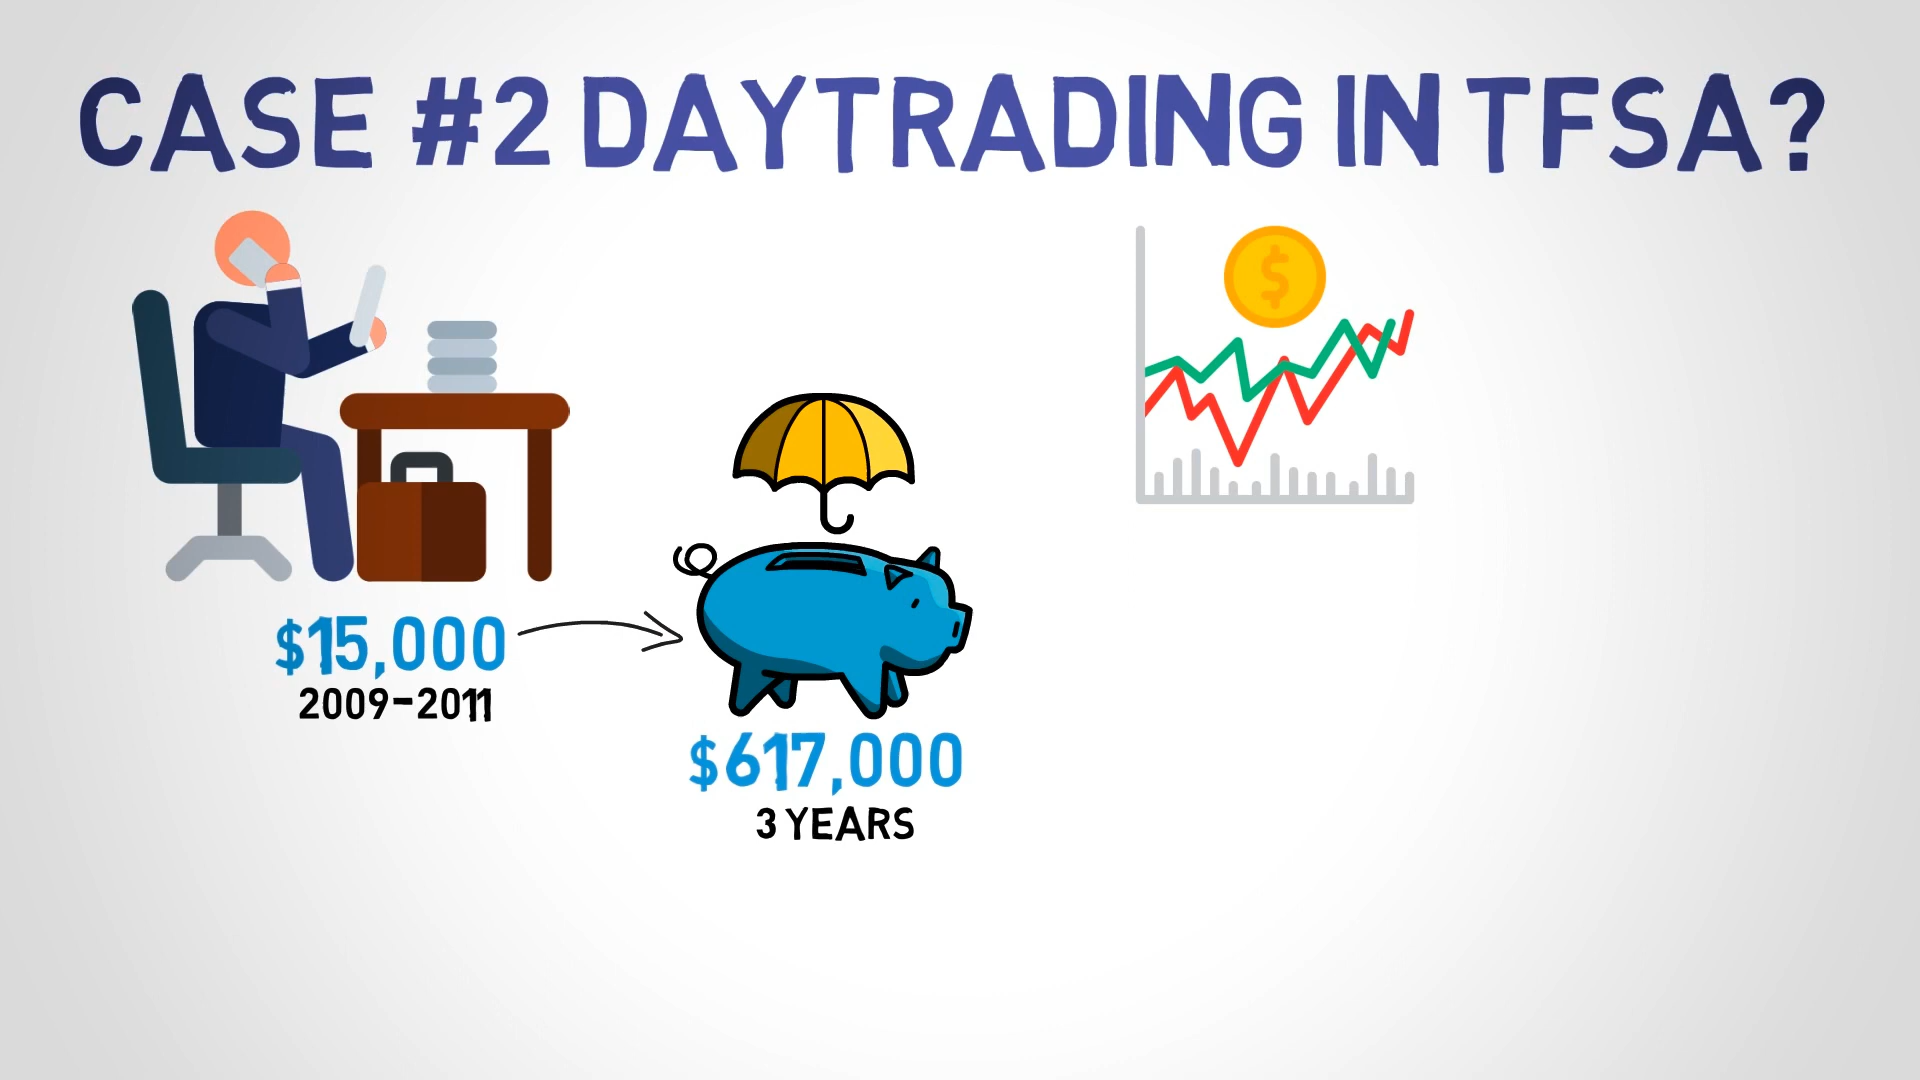 CASE #2 DAYTRADING IN TFSA?
$
$15,000
2009-2011
$617,000
3 YEARS